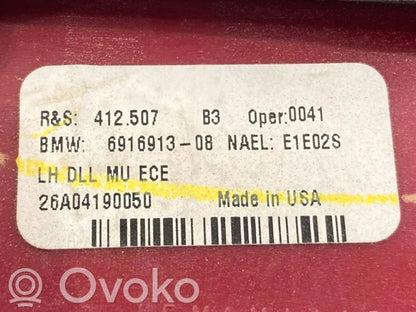 R&S: 412.507 B3 Oper:0041
BMW: 6916913-08 NAEL: E1E02S
LH DLL MU ECE
26A04190050 Made in USA
Ovoko